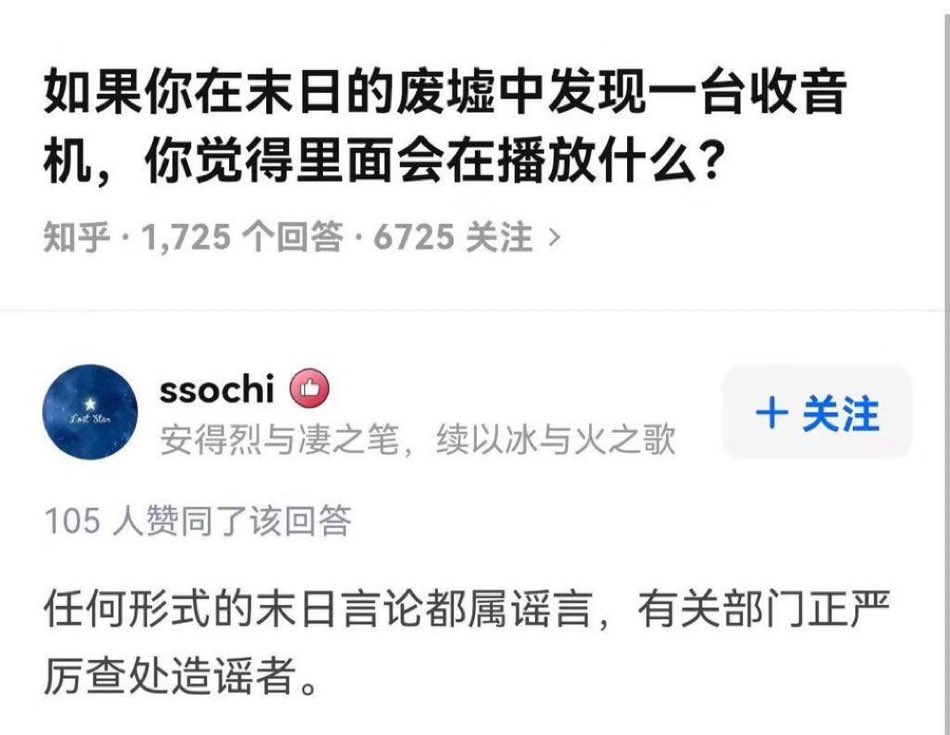 如果你在末日的废墟中发现一台收音
机，你觉得里面会在播放什么？
知乎 · 1,725 个回答 · 6725 关注 >
ssochi
安得烈与凄之笔，续以冰与火之歌
+ 关注
Lost Star
105 人赞同了该回答
任何形式的末日言论都属谣言，有关部门正严
厉查处造谣者。